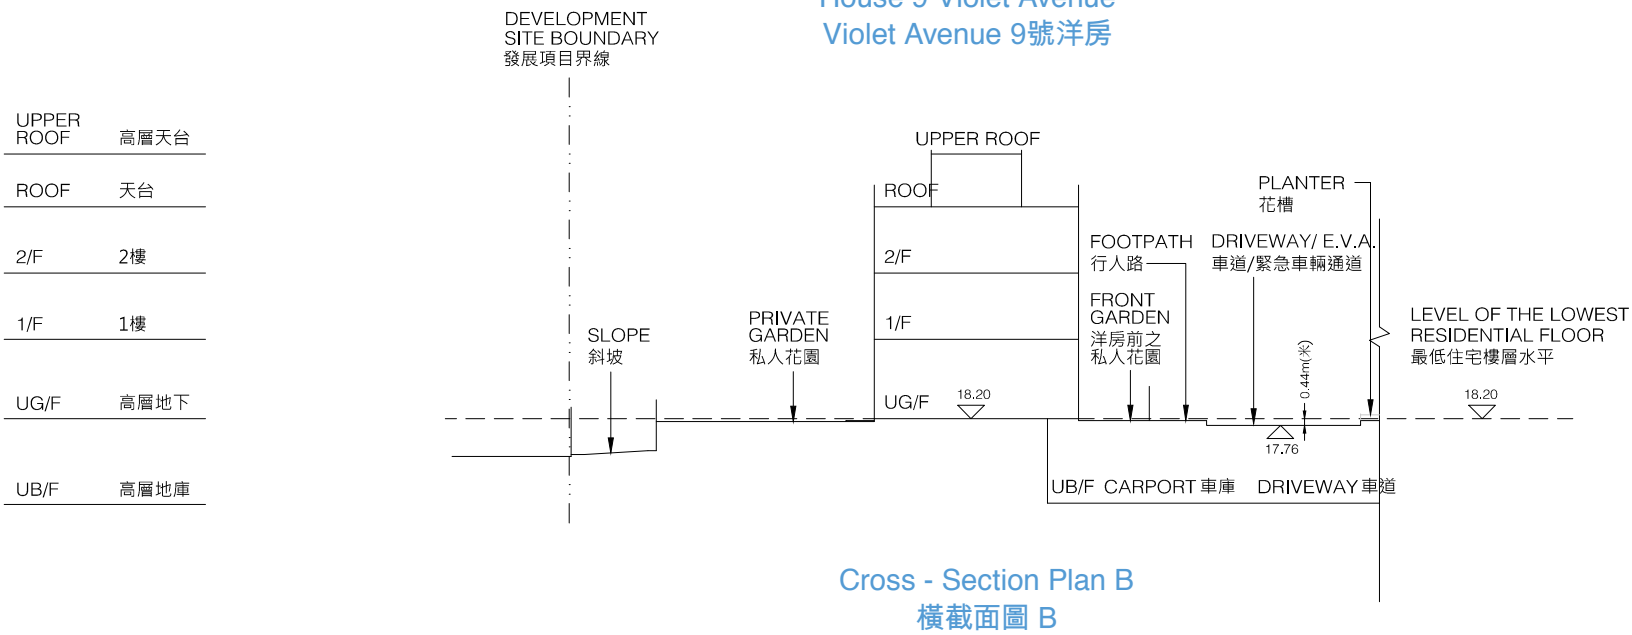 House 9 Violet Avenue
Violet Avenue 9號洋房
DEVELOPMENT
SITE BOUNDARY
發展項目界線
UPPER
ROOF 高層天台
ROOF 天台
2/F 2樓
1/F 1樓
UG/F 高層地下
UB/F 高層地庫
SLOPE
斜坡
PRIVATE
GARDEN
私人花園
UPPER ROOF
ROOF
2/F
1/F
UG/F
18.20
FOOTPATH
行人路
FRONT
GARDEN
洋房前之
私人花園
PLANTER
花槽
DRIVEWAY/ E.V.A.
車道/緊急車輛通道
0.44m(米)
17.76
UB/F CARPORT 車庫 DRIVEWAY 車道
LEVEL OF THE LOWEST
RESIDENTIAL FLOOR
最低住宅樓層水平
18.20
Cross - Section Plan B
橫截面圖 B